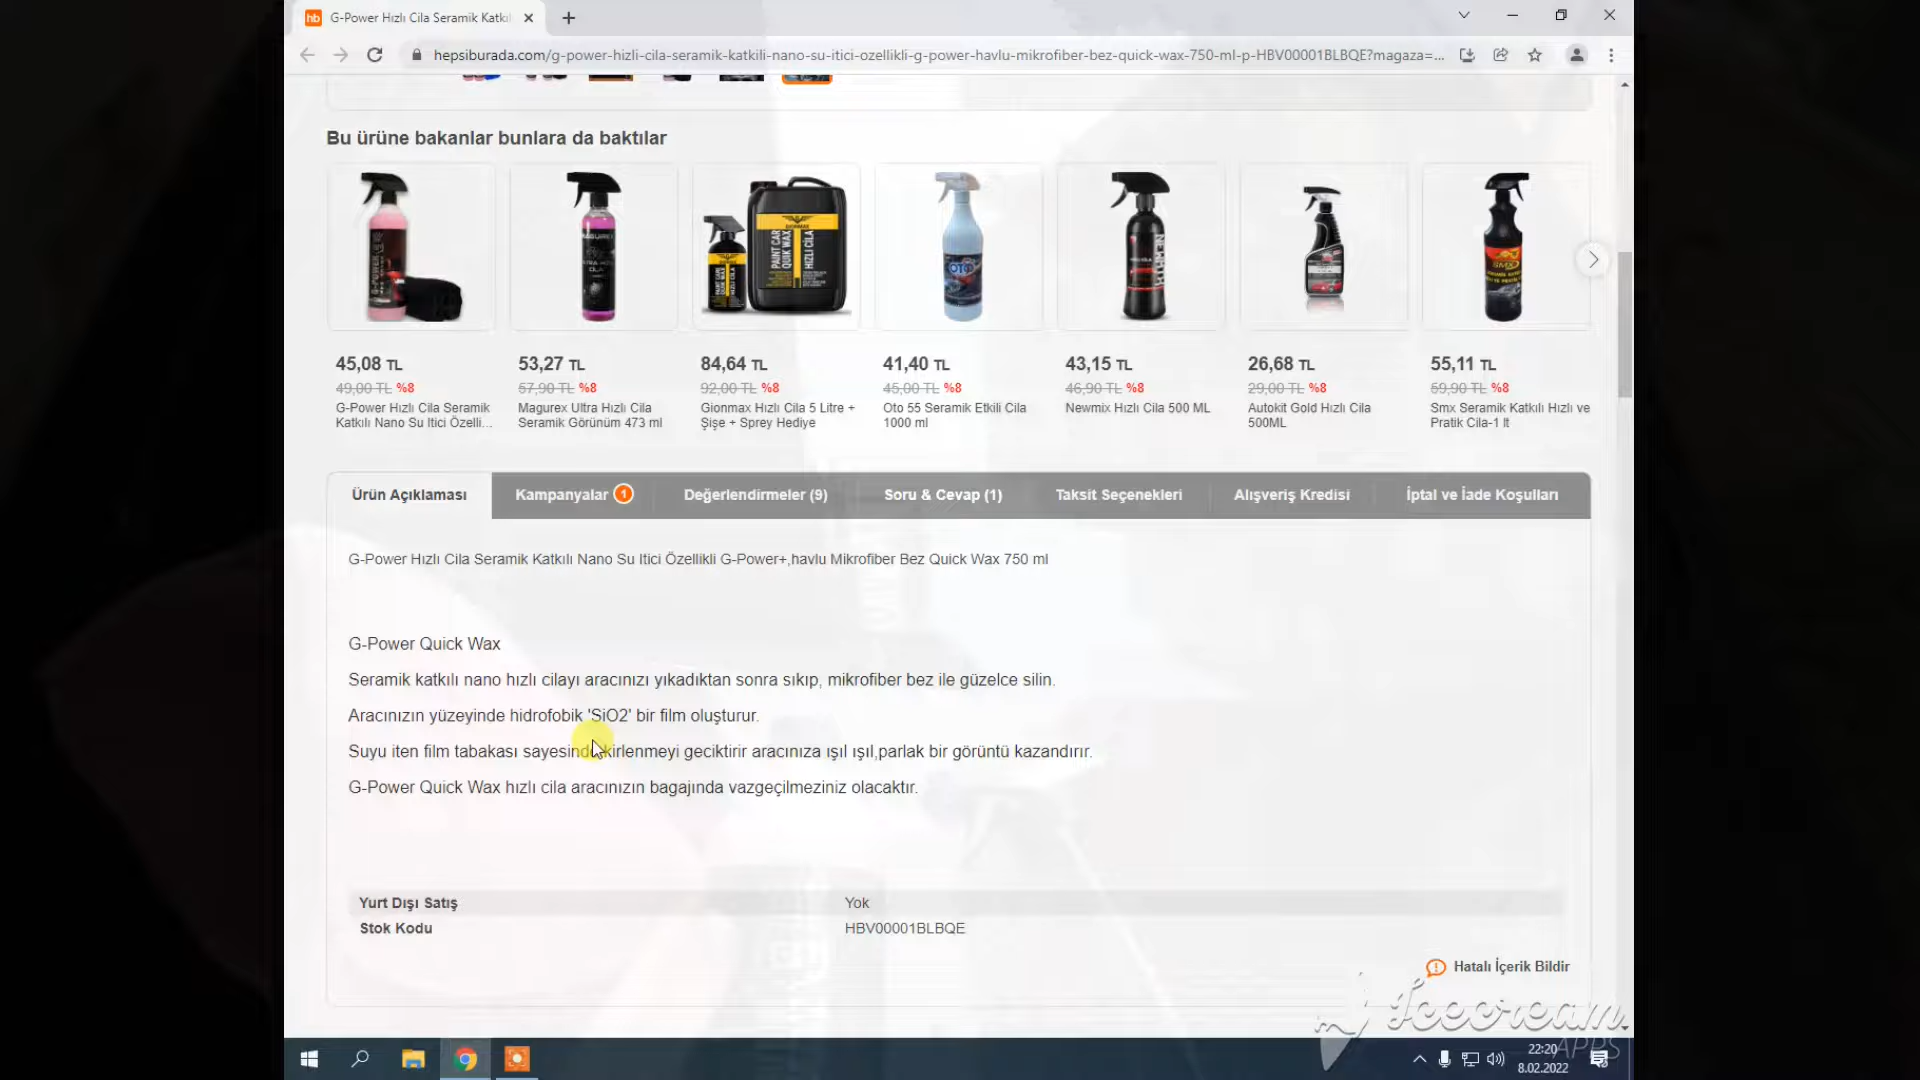 G-Power Hızlı Cila Seramik Katkılı
hepsiburada.com/g-power-hizli-cila-seramik-katkili-nano-su-itici-ozellikli-g-power-havlu-mikrofiber-bez-quick-wax-750-ml-p-HBV00001BLBQE?magaza=...
Bu ürüne bakanlar bunlara da baktılar
45,08 TL
49,00 TL %8
G-Power Hızlı Cila Seramik
Katkılı Nano Su Itici Özelli...
53,27 TL
57,90 TL %8
Magurex Ultra Hızlı Cila
Seramik Görünüm 473 ml
84,64 TL
92,00 TL %8
Gionmax Hızlı Cila 5 Litre +
Şişe + Sprey Hediye
41,40 TL
45,00 TL %8
Oto 55 Seramik Etkili Cila
1000 ml
43,15 TL
46,90 TL %8
Newmix Hızlı Cila 500 ML
26,68 TL
29,00 TL %8
Autokit Gold Hızlı Cila
500ML
55,11 TL
59,90 TL %8
Smx Seramik Katkılı Hızlı ve
Pratik Cila-1 lt
Ürün Açıklaması Kampanyalar 1 Değerlendirmeler (9) Soru & Cevap (1) Taksit Seçenekleri Alışveriş Kredisi İptal ve İade Koşulları
G-Power Hızlı Cila Seramik Katkılı Nano Su Itici Özellikli G-Power+,havlu Mikrofiber Bez Quick Wax 750 ml
G-Power Quick Wax
Seramik katkılı nano hızlı cilayı aracınızı yıkadıktan sonra sıkıp, mikrofiber bez ile güzelce silin.
Aracınızın yüzeyinde hidrofobik 'SiO2' bir film oluşturur.
Suyu iten film tabakası sayesinde kirlenmeyi geciktirir aracınıza ışıl ışıl,parlak bir görüntü kazandırır.
G-Power Quick Wax hızlı cila aracınızın bagajında vazgeçilmeziniz olacaktır.
Yurt Dışı Satış Yok
Stok Kodu HBV00001BLBQE
Hatalı İçerik Bildir
Icecream
APPS
22:20
8.02.2022